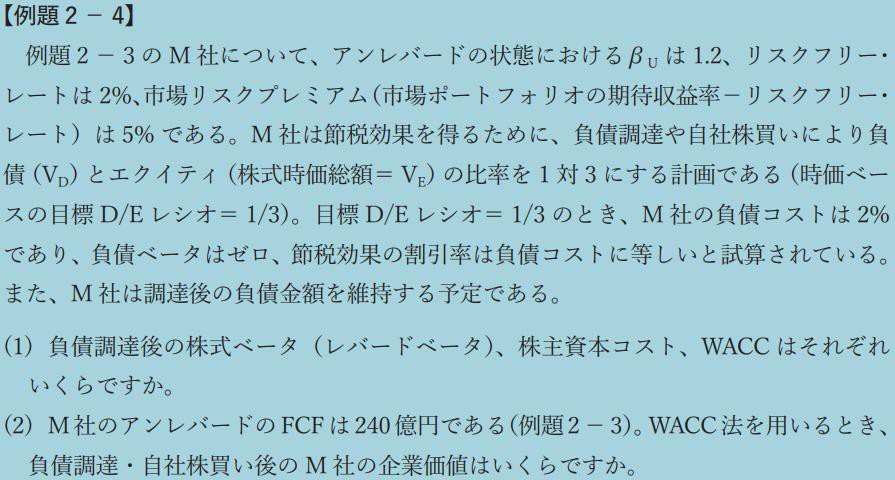 【例題2－4】
例題2－3のM社について、アンレバードの状態におけるβUは1.2、リスクフリー・
レートは2%、市場リスクプレミアム(市場ポートフォリオの期待収益率－リスクフリー・
レート）は5%である。M社は節税効果を得るために、負債調達や自社株買いにより負
債（VD）とエクイティ（株式時価総額＝VE）の比率を1対3にする計画である（時価ベー
スの目標D/Eレシオ＝1/3）。目標D/Eレシオ＝1/3のとき、M社の負債コストは2%
であり、負債ベータはゼロ、節税効果の割引率は負債コストに等しいと試算されている。
また、M社は調達後の負債金額を維持する予定である。
(1) 負債調達後の株式ベータ（レバードベータ）、株主資本コスト、WACCはそれぞれ
いくらですか。
(2) M社のアンレバードのFCFは240億円である(例題2－3)。WACC法を用いるとき、
負債調達・自社株買い後のM社の企業価値はいくらですか。